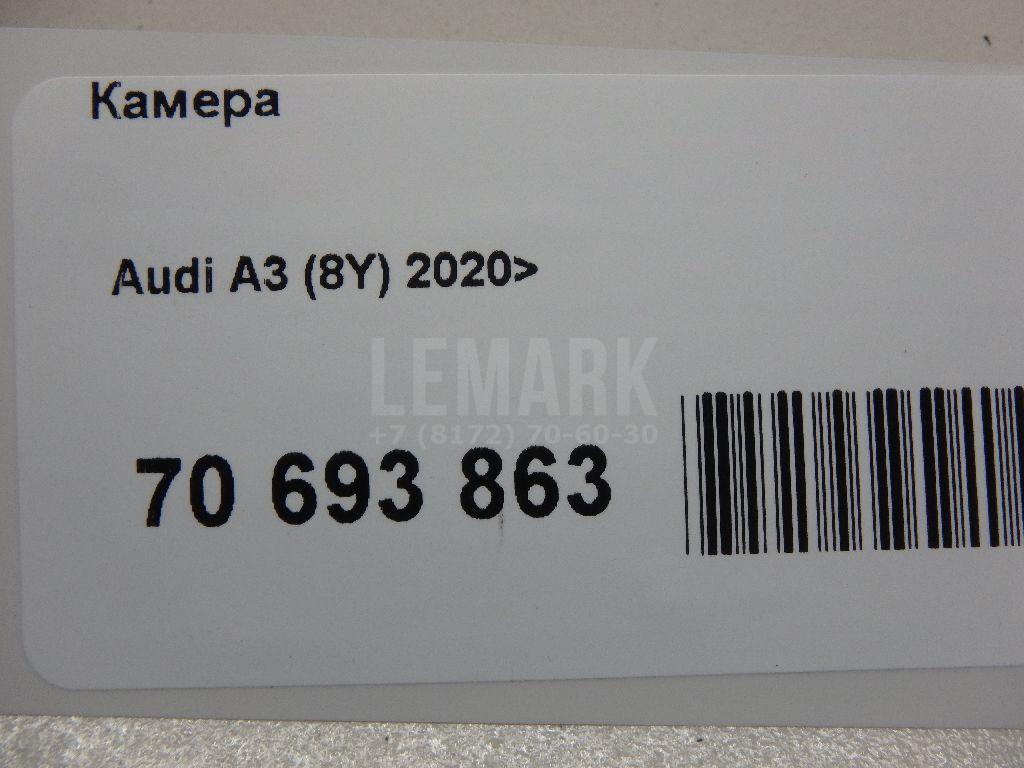 Камера
Audi A3 (8Y) 2020>
LEMARK
+7 (8172) 70-60-30
70 693 863